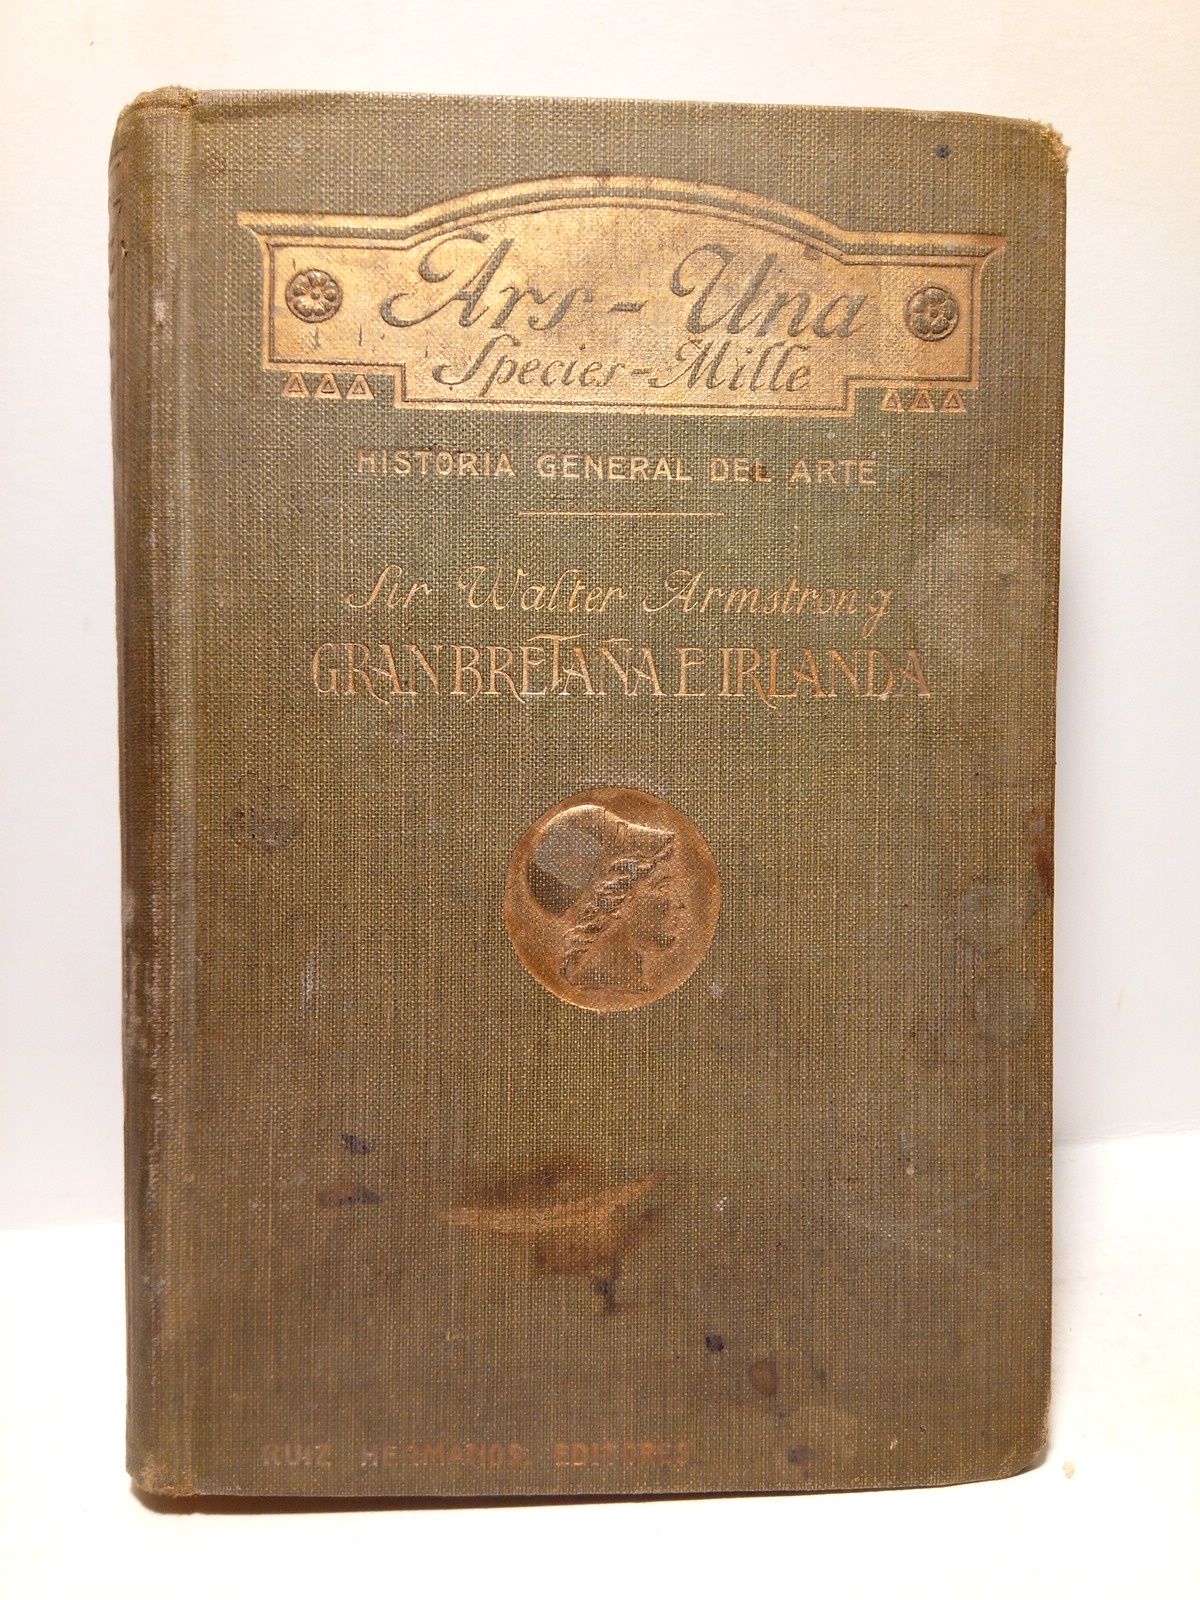 Ars-Una
Species-Mille
HISTORIA GENERAL DEL ARTE
Sir Walter Armstrong
GRAN BRETAÑA E IRLANDA
RUIZ HERMANOS, EDITORES